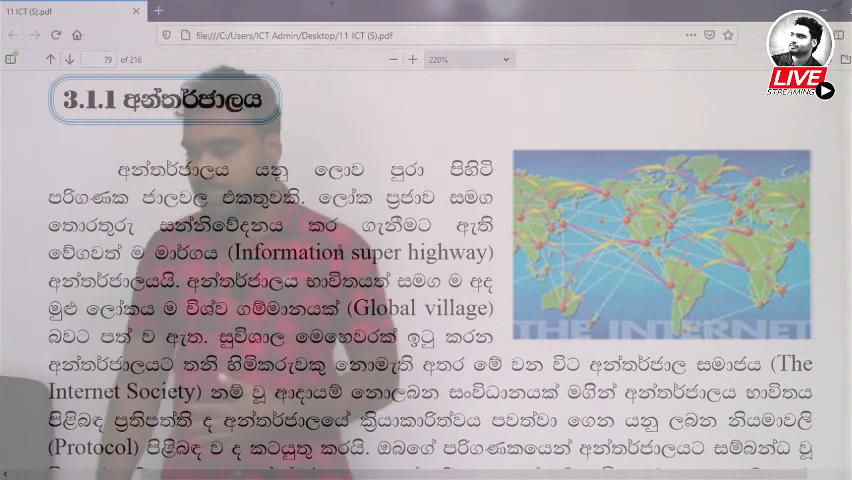 11 ICT (S).pdf
file:///C:/Users/ICT Admin/Desktop/11 ICT (S).pdf
79 of 216
220%
LIVE
STREAMING
3.1.1 අන්තර්ජාලය
අන්තර්ජාලය යනු ලොව පුරා පිහිටි
පරිගණක ජාලවල එකතුවකි. ලෝක ප්‍රජාව සමග
තොරතුරු සන්නිවේදනය කර ගැනීමට ඇති
වේගවත් ම මාර්ගය (Information super highway)
අන්තර්ජාලයයි. අන්තර්ජාල භාවිතයත් සමග ම අද
මුළු ලෝකය ම විශ්ව ගම්මානයක් (Global village)
බවට පත් ව ඇත. සුවිශාල මෙහෙවරක් ඉටු කරන
THE INTERNET
අන්තර්ජාලයට තනි හිමිකරුවකු නොමැති අතර මේ වන විට අන්තර්ජාල සමාජය (The
Internet Society) නම් වූ ආදායම් නොලබන සංවිධානයක් මගින් අන්තර්ජාලය භාවිතය
පිළිබඳ ප්‍රතිපත්ති ද අන්තර්ජාලයේ ක්‍රියාකාරිත්වය පවත්වා ගෙන යනු ලබන නියමාවලි
(Protocol) පිළිබඳ ව ද කටයුතු කරයි. ඔබගේ පරිගණකයෙන් අන්තර්ජාලයට සම්බන්ධ වූ